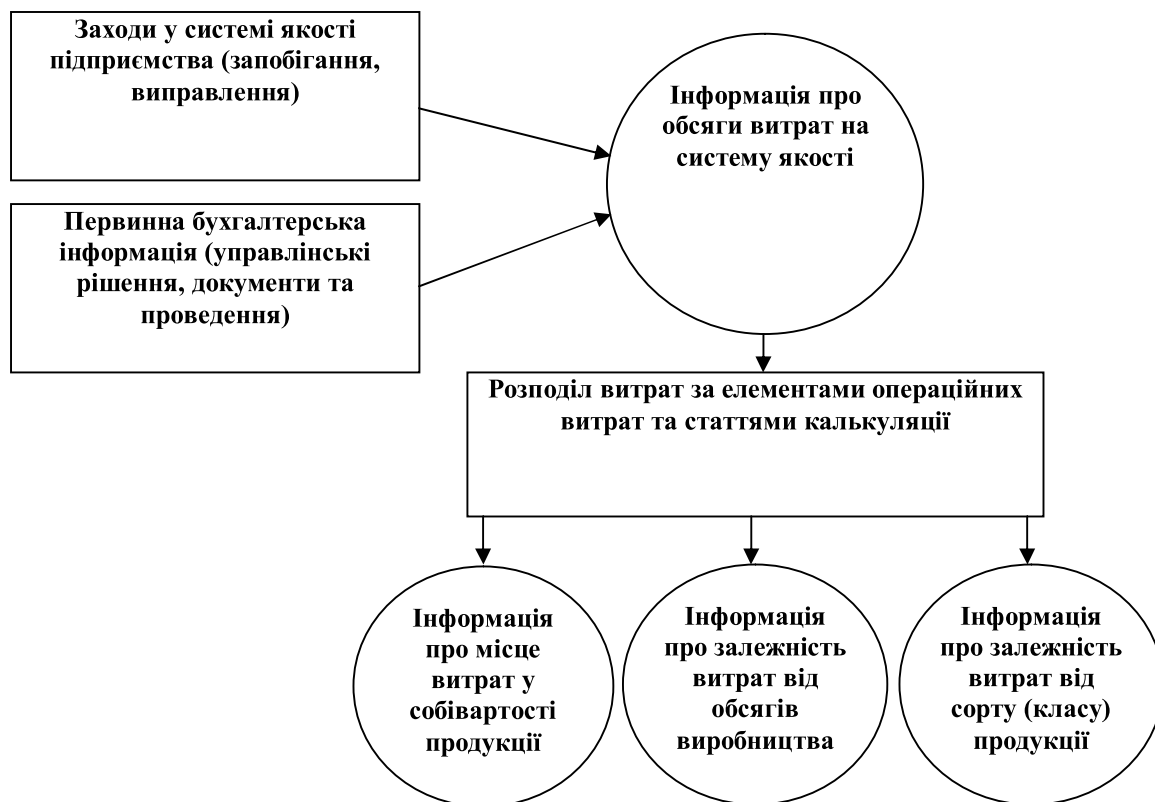 Заходи у системі якості
підприємства (запобігання,
виправлення)
Інформація про
обсяги витрат на
систему якості
Первинна бухгалтерська
інформація (управлінські
рішення, документи та
проведення)
Розподіл витрат за елементами операційних
витрат та статтями калькуляції
Інформація
про місце
витрат у
собівартості
продукції
Інформація
про залежність
витрат від
обсягів
виробництва
Інформація
про залежність
витрат від
сорту (класу)
продукції